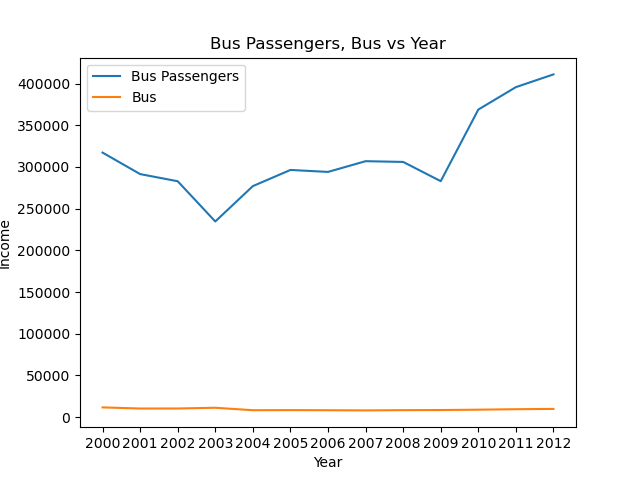 Bus Passengers, Bus vs Year
Bus Passengers
Bus
400000
350000
300000
250000
200000
150000
100000
50000
0
Income
2000 2001 2002 2003 2004 2005 2006 2007 2008 2009 2010 2011 2012
Year